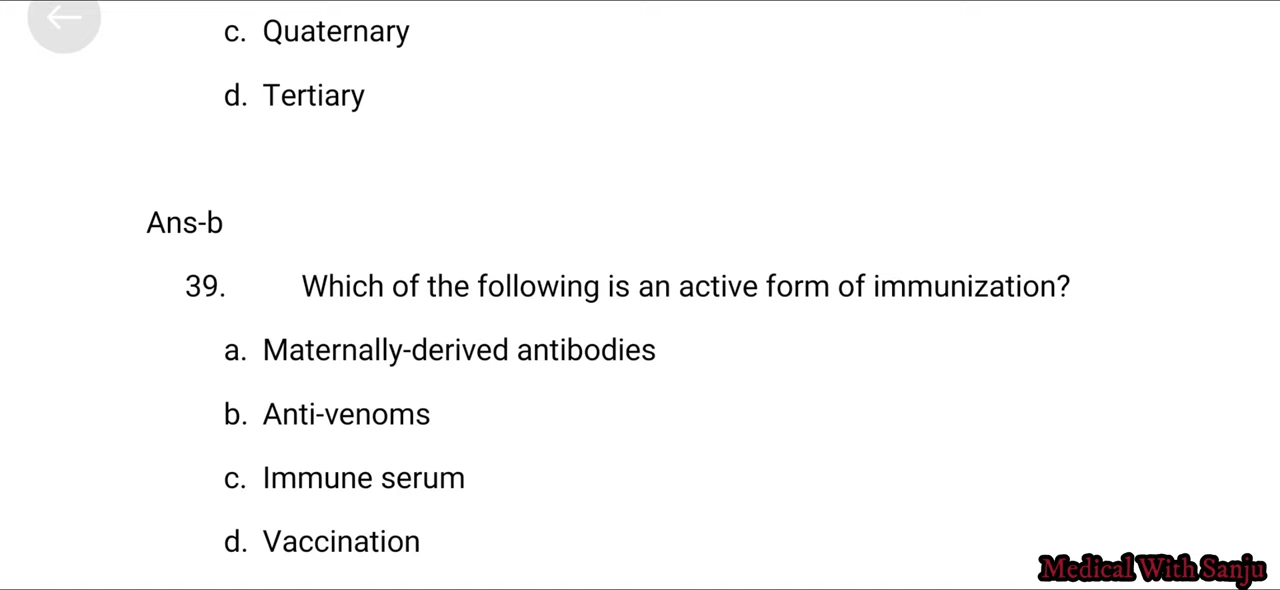 c. Quaternary
d. Tertiary
Ans-b
39. Which of the following is an active form of immunization?
a. Maternally-derived antibodies
b. Anti-venoms
c. Immune serum
d. Vaccination
Medical With Sanju